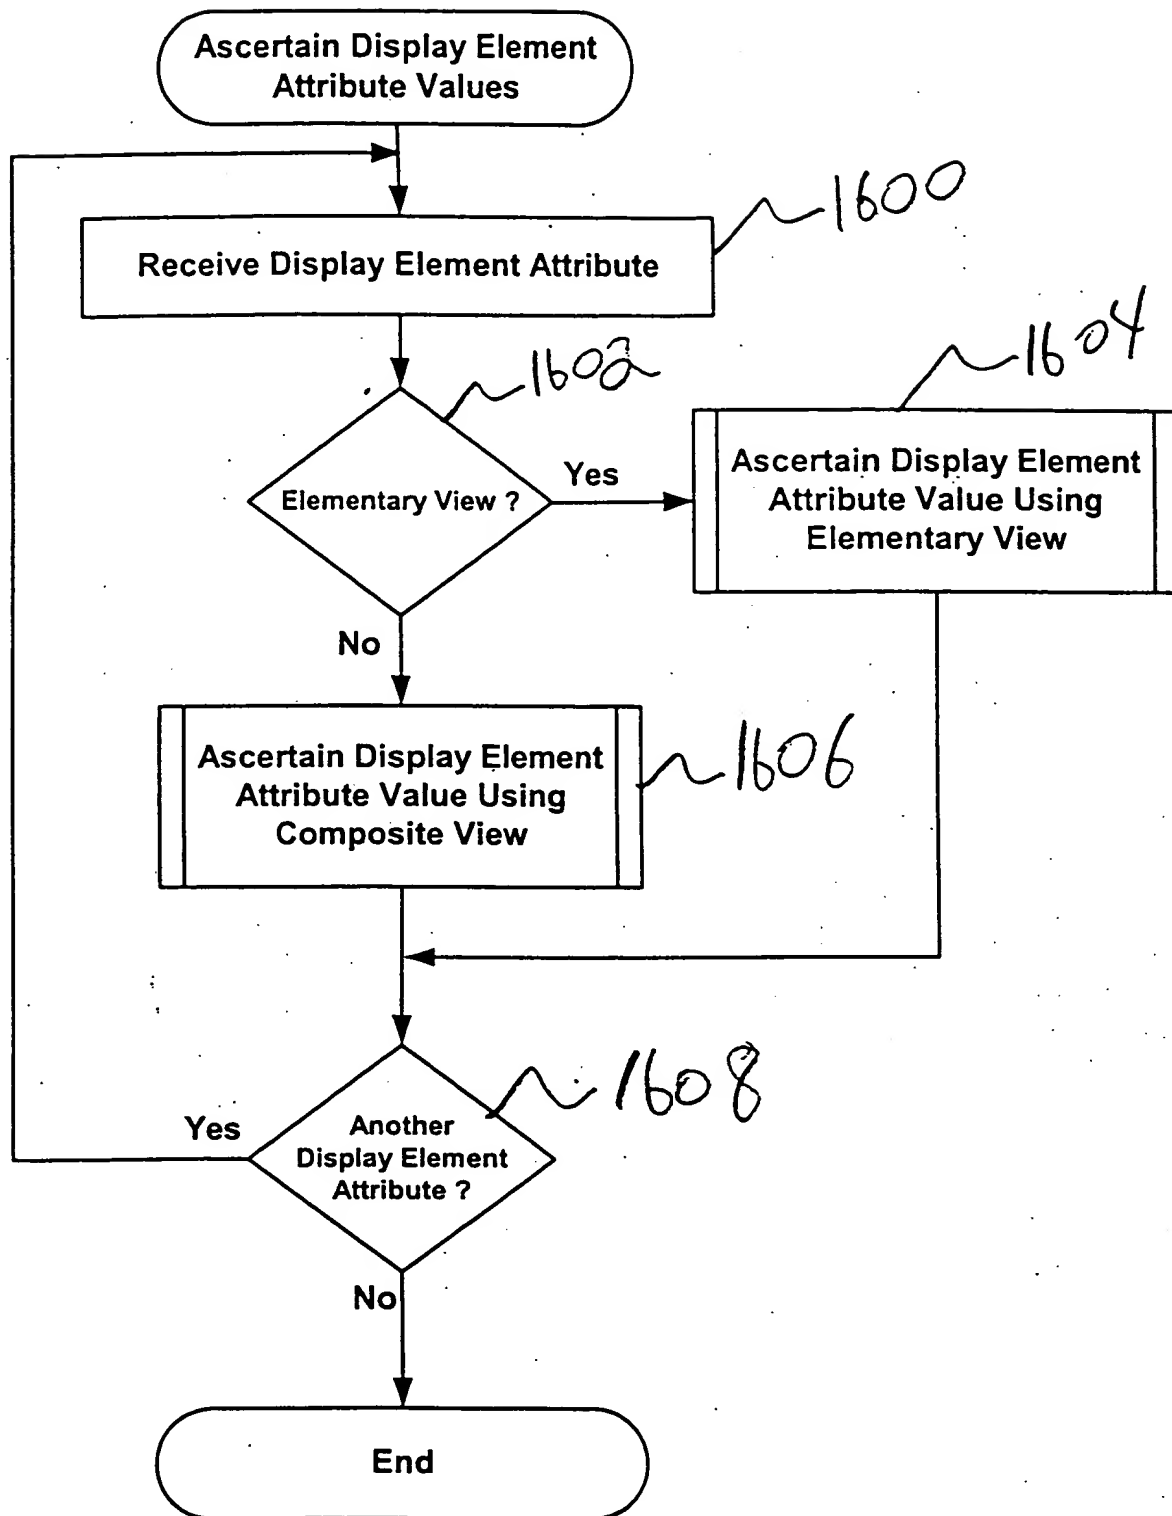 Ascertain Display Element
Attribute Values
1600
Receive Display Element Attribute
1602
1604
Elementary View ?
Yes
Ascertain Display Element
Attribute Value Using
Elementary View
No
Ascertain Display Element
Attribute Value Using
Composite View
1606
1608
Yes
Another
Display Element
Attribute ?
No
End